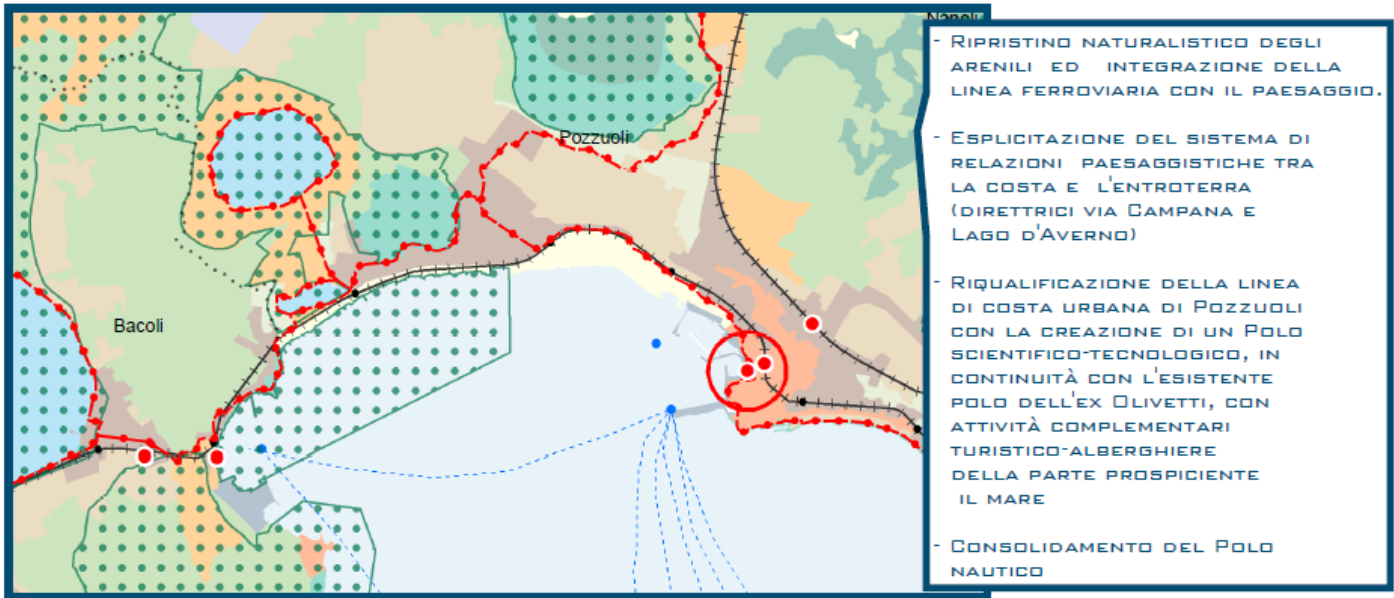 Napoli
Pozzuoli
Bacoli
- Ripristino naturalistico degli
arenili ed integrazione della
linea ferroviaria con il paesaggio.
- Esplicitazione del sistema di
relazioni paesaggistiche tra
la costa e l'entroterra
(direttrici via Campana e
Lago d'Averno)
- Riqualificazione della linea
di costa urbana di Pozzuoli
con la creazione di un Polo
scientifico-tecnologico, in
continuità con l'esistente
polo dell'ex Olivetti, con
attività complementari
turistico-alberghiere
della parte prospiciente
il mare
- Consolidamento del Polo
nautico